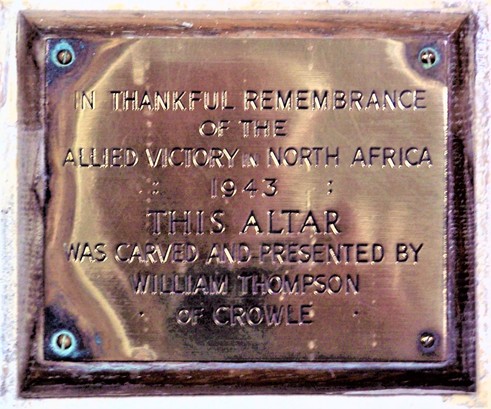 IN THANKFUL REMEMBRANCE
OF THE
ALLIED VICTORY IN NORTH AFRICA
: 1943 :
THIS ALTAR
WAS CARVED AND PRESENTED BY
WILLIAM THOMPSON
· OF CROWLE ·